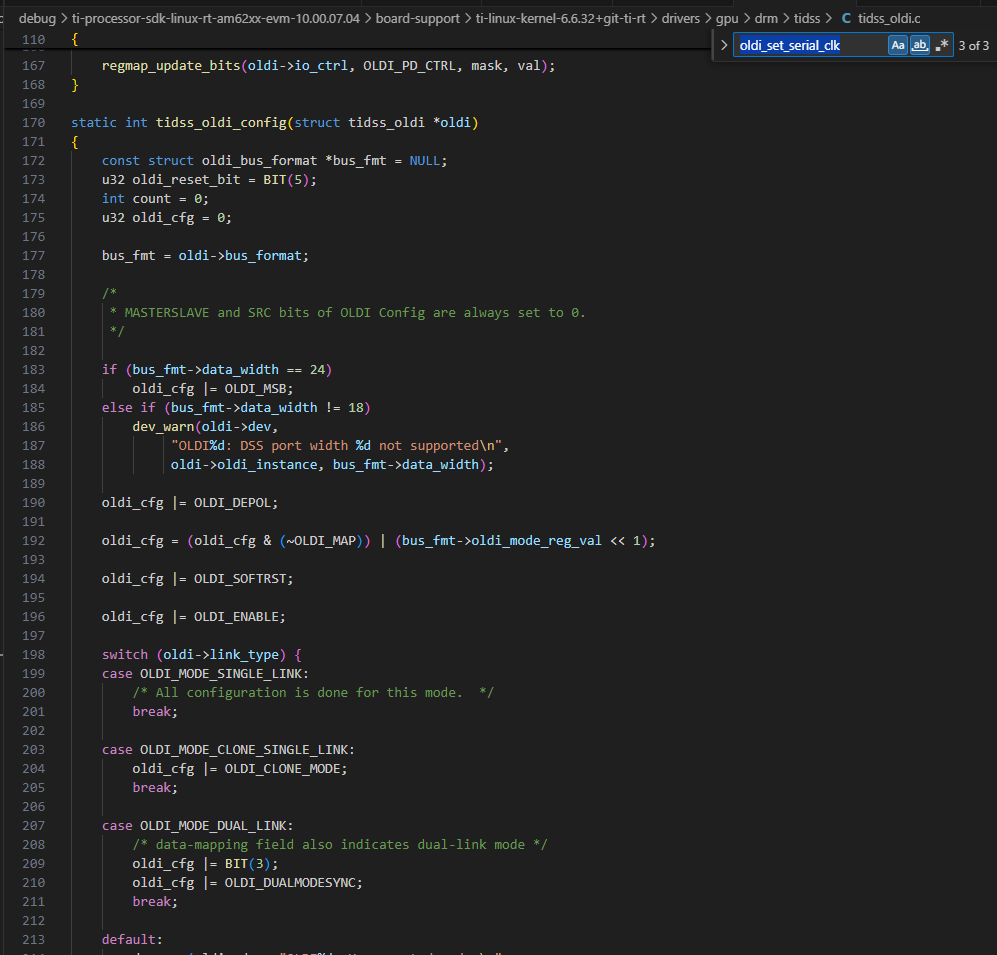 debug > ti-processor-sdk-linux-rt-am62xx-evm-10.00.07.04 > board-support > ti-linux-kernel-6.6.32+git-ti-rt > drivers > gpu > drm > tidss > C tidss_oldi.c
> oldi_set_serial_clk Aa ab .* 3 of 3
110 {
167 regmap_update_bits(oldi->io_ctrl, OLDI_PD_CTRL, mask, val);
168 }
169
170 static int tidss_oldi_config(struct tidss_oldi *oldi)
171 {
172 const struct oldi_bus_format *bus_fmt = NULL;
173 u32 oldi_reset_bit = BIT(5);
174 int count = 0;
175 u32 oldi_cfg = 0;
176
177 bus_fmt = oldi->bus_format;
178
179 /*
180 * MASTERSLAVE and SRC bits of OLDI Config are always set to 0.
181 */
182
183 if (bus_fmt->data_width == 24)
184 oldi_cfg |= OLDI_MSB;
185 else if (bus_fmt->data_width != 18)
186 dev_warn(oldi->dev,
187 "OLDI%d: DSS port width %d not supported\n",
188 oldi->oldi_instance, bus_fmt->data_width);
189
190 oldi_cfg |= OLDI_DEPOL;
191
192 oldi_cfg = (oldi_cfg & (~OLDI_MAP)) | (bus_fmt->oldi_mode_reg_val << 1);
193
194 oldi_cfg |= OLDI_SOFTRST;
195
196 oldi_cfg |= OLDI_ENABLE;
197
198 switch (oldi->link_type) {
199 case OLDI_MODE_SINGLE_LINK:
200 /* All configuration is done for this mode.  */
201 break;
202
203 case OLDI_MODE_CLONE_SINGLE_LINK:
204 oldi_cfg |= OLDI_CLONE_MODE;
205 break;
206
207 case OLDI_MODE_DUAL_LINK:
208 /* data-mapping field also indicates dual-link mode */
209 oldi_cfg |= BIT(3);
210 oldi_cfg |= OLDI_DUALMODESYNC;
211 break;
212
213 default: